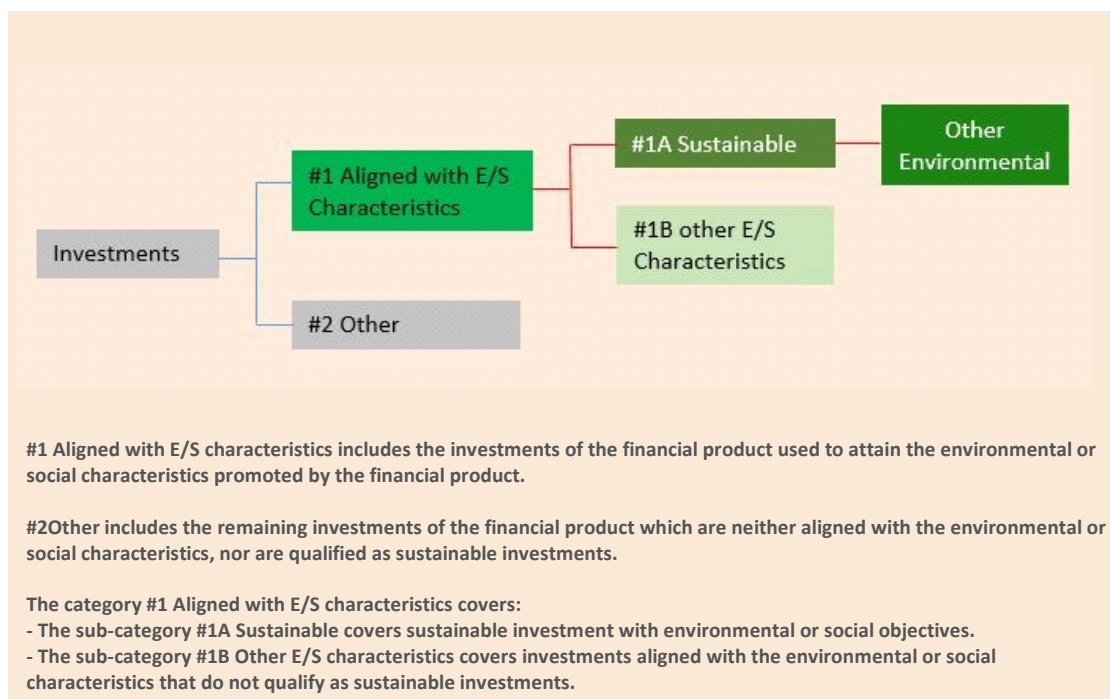 Investments
#1 Aligned with E/S
Characteristics
#2 Other
#1A Sustainable
#1B other E/S
Characteristics
Other
Environmental
#1 Aligned with E/S characteristics includes the investments of the financial product used to attain the environmental or
social characteristics promoted by the financial product.
#2Other includes the remaining investments of the financial product which are neither aligned with the environmental or
social characteristics, nor are qualified as sustainable investments.
The category #1 Aligned with E/S characteristics covers:
- The sub-category #1A Sustainable covers sustainable investment with environmental or social objectives.
- The sub-category #1B Other E/S characteristics covers investments aligned with the environmental or social
characteristics that do not qualify as sustainable investments.